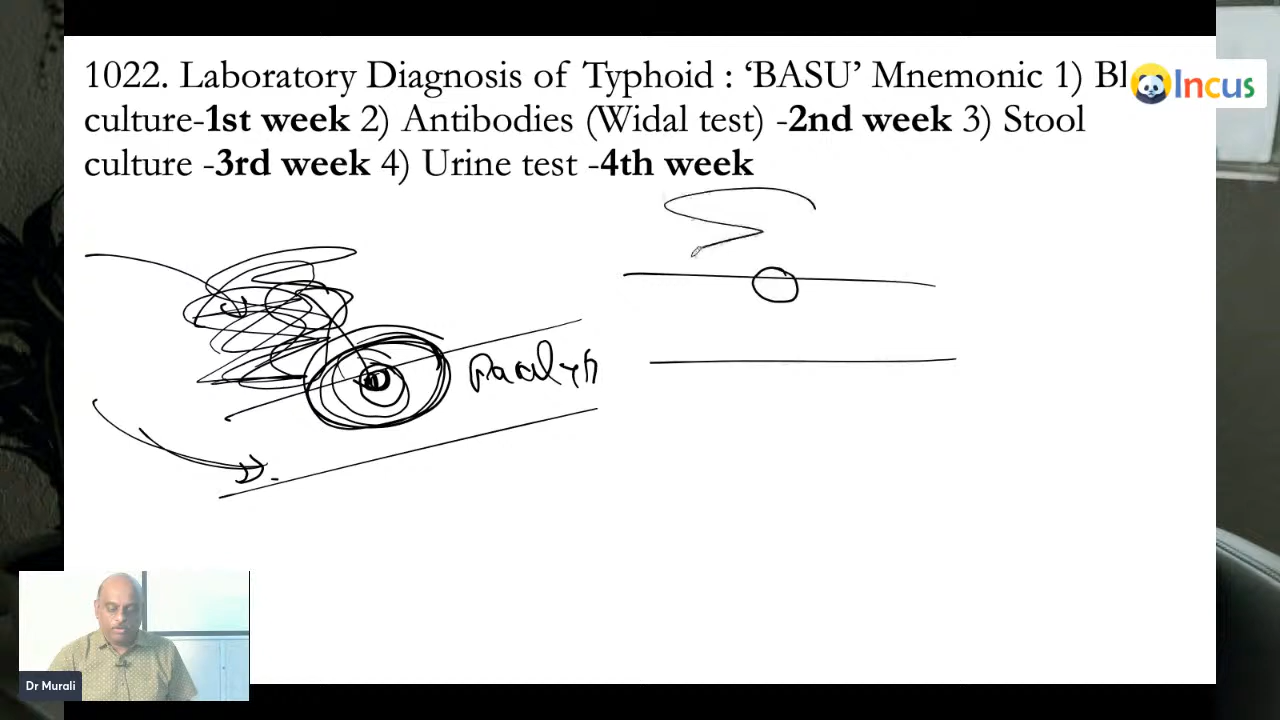 1022. Laboratory Diagnosis of Typhoid : ‘BASU’ Mnemonic 1) Bl
Incus
culture-1st week 2) Antibodies (Widal test) -2nd week 3) Stool
culture -3rd week 4) Urine test -4th week
Dr Murali